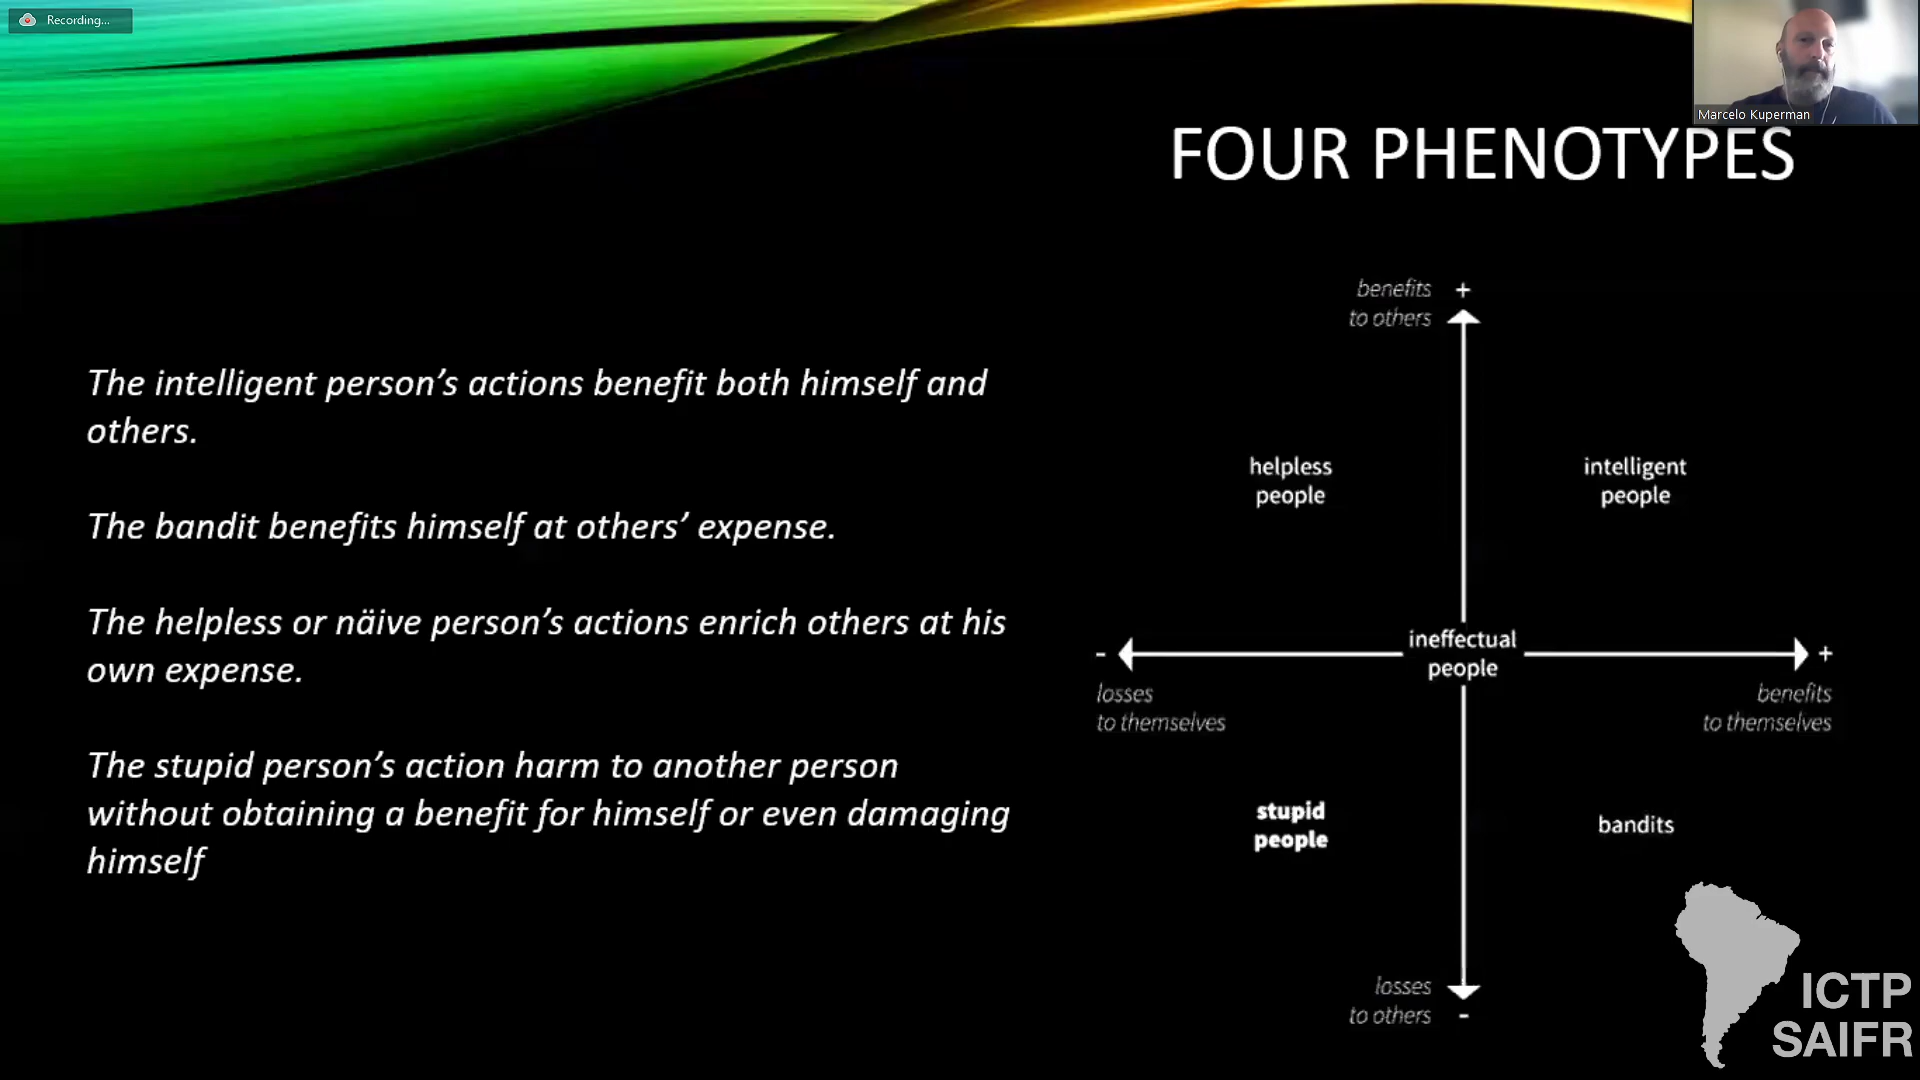 Recording...
Marcelo Kuperman
FOUR PHENOTYPES
The intelligent person’s actions benefit both himself and
others.
The bandit benefits himself at others’ expense.
The helpless or näive person’s actions enrich others at his
own expense.
The stupid person’s action harm to another person
without obtaining a benefit for himself or even damaging
himself
benefits +
to others
helpless
people
intelligent
people
ineffectual
people
-
+
losses
to themselves
benefits
to themselves
stupid
people
bandits
losses
to others -
ICTP
SAIFR